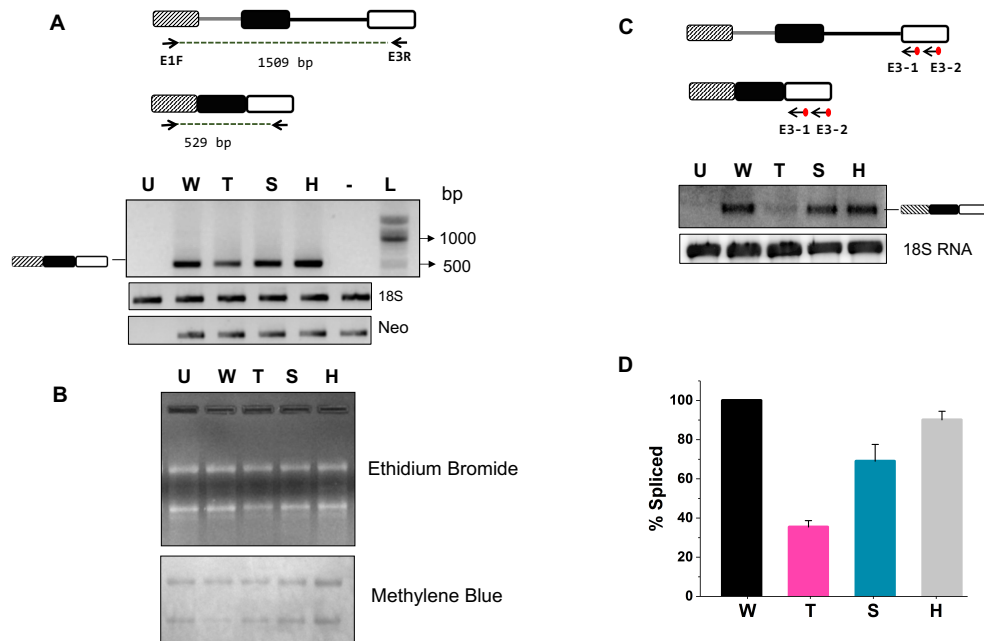 A
E1F
1509 bp
E3R
529 bp
U W T S H - L
bp
1000
500
18S
Neo
B
U W T S H
Ethidium Bromide
Methylene Blue
C
E3-1 E3-2
E3-1 E3-2
U W T S H
18S RNA
D
% Spliced
100
80
60
40
20
0
W T S H